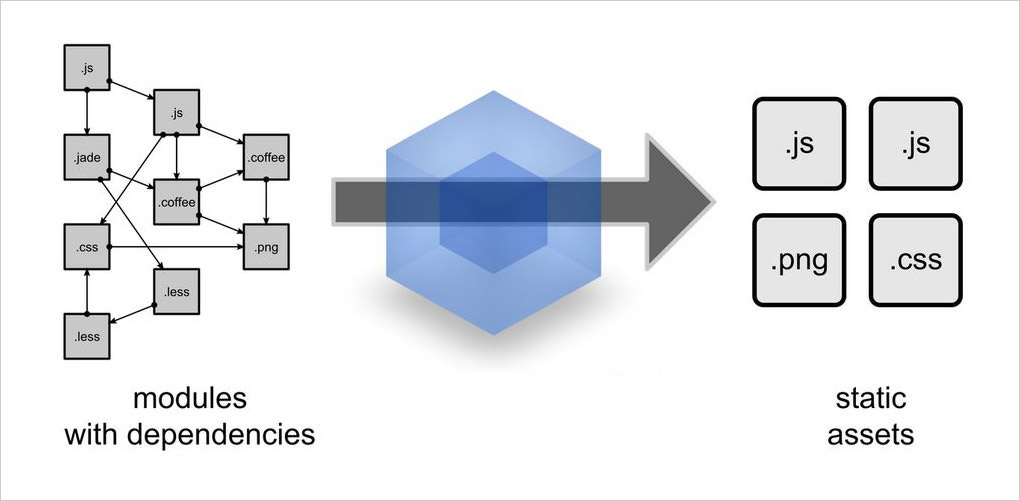 .js
.js
.jade
.coffee
.coffee
.css
.png
.less
.less
modules
with dependencies
.js
.js
.png
.css
static
assets